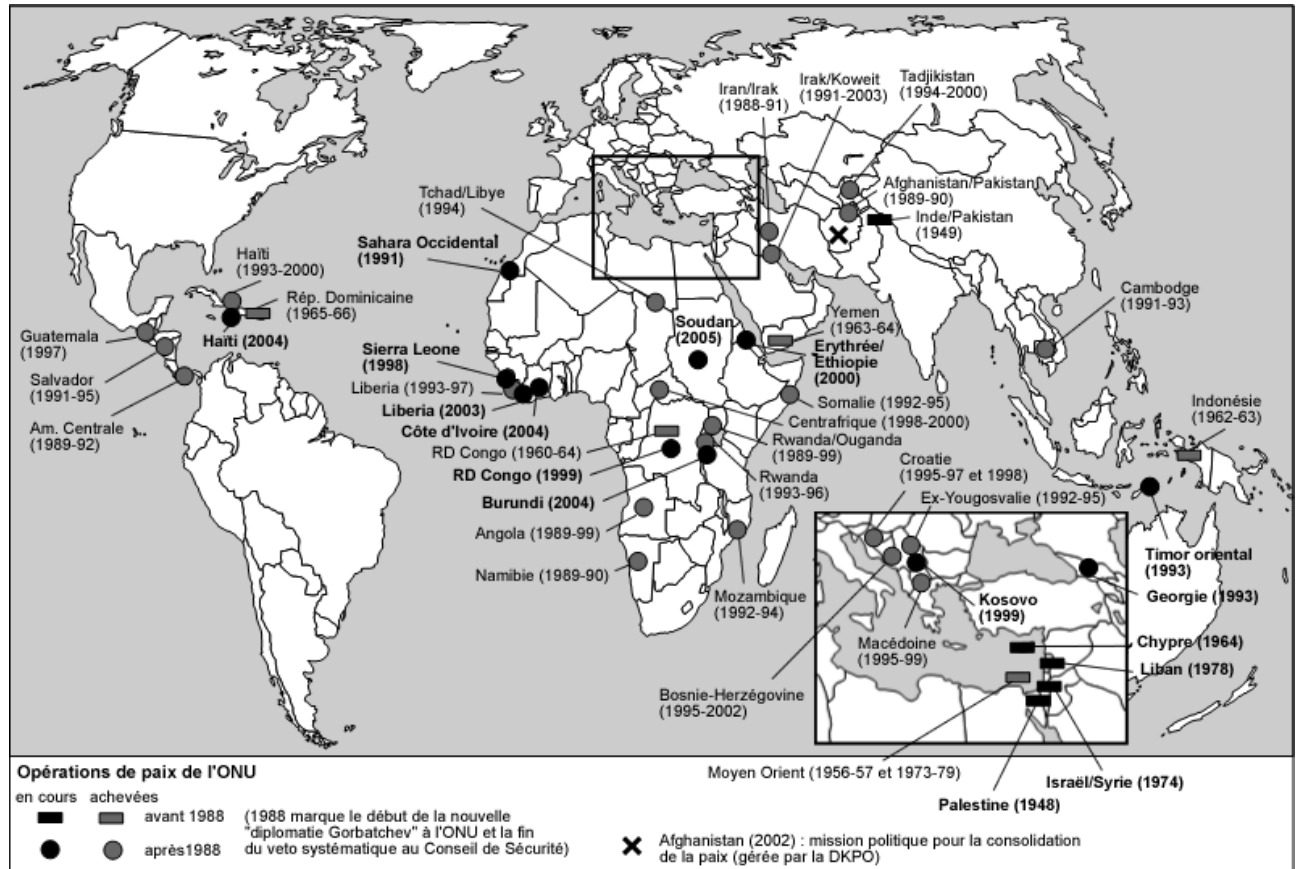 Iran/Irak
(1988-91)
Irak/Koweit
(1991-2003)
Tadjikistan
(1994-2000)
Tchad/Libye
(1994)
Afghanistan/Pakistan
(1989-90)
Inde/Pakistan
(1949)
Sahara Occidental
(1991)
Haïti
(1993-2000)
Rép. Dominicaine
(1965-66)
Haïti (2004)
Guatemala
(1997)
Salvador
(1991-95)
Am. Centrale
(1989-92)
Cambodge
(1991-93)
Soudan
(2005)
Yemen
(1963-64)
Erythrée/
Ethiopie
(2000)
Sierra Leone
(1998)
Liberia (1993-97)
Liberia (2003)
Côte d'Ivoire (2004)
Somalie (1992-95)
Centrafrique (1998-2000)
Indonésie
(1962-63)
RD Congo (1960-64)
RD Congo (1999)
Rwanda/Ouganda
(1989-99)
Rwanda
(1993-96)
Burundi (2004)
Angola (1989-99)
Namibie (1989-90)
Mozambique
(1992-94)
Croatie
(1995-97 et 1998)
Ex-Yougosvalie (1992-95)
Timor oriental
(1993)
Georgie (1993)
Kosovo
(1999)
Macédoine
(1995-99)
Chypre (1964)
Liban (1978)
Bosnie-Herzégovine
(1995-2002)
Moyen Orient (1956-57 et 1973-79)
Israël/Syrie (1974)
Palestine (1948)
Opérations de paix de l'ONU
en cours achevées
avant 1988 (1988 marque le début de la nouvelle
"diplomatie Gorbatchev" à l'ONU et la fin
après1988 du veto systématique au Conseil de Sécurité)
Afghanistan (2002) : mission politique pour la consolidation
de la paix (gérée par la DKPO)